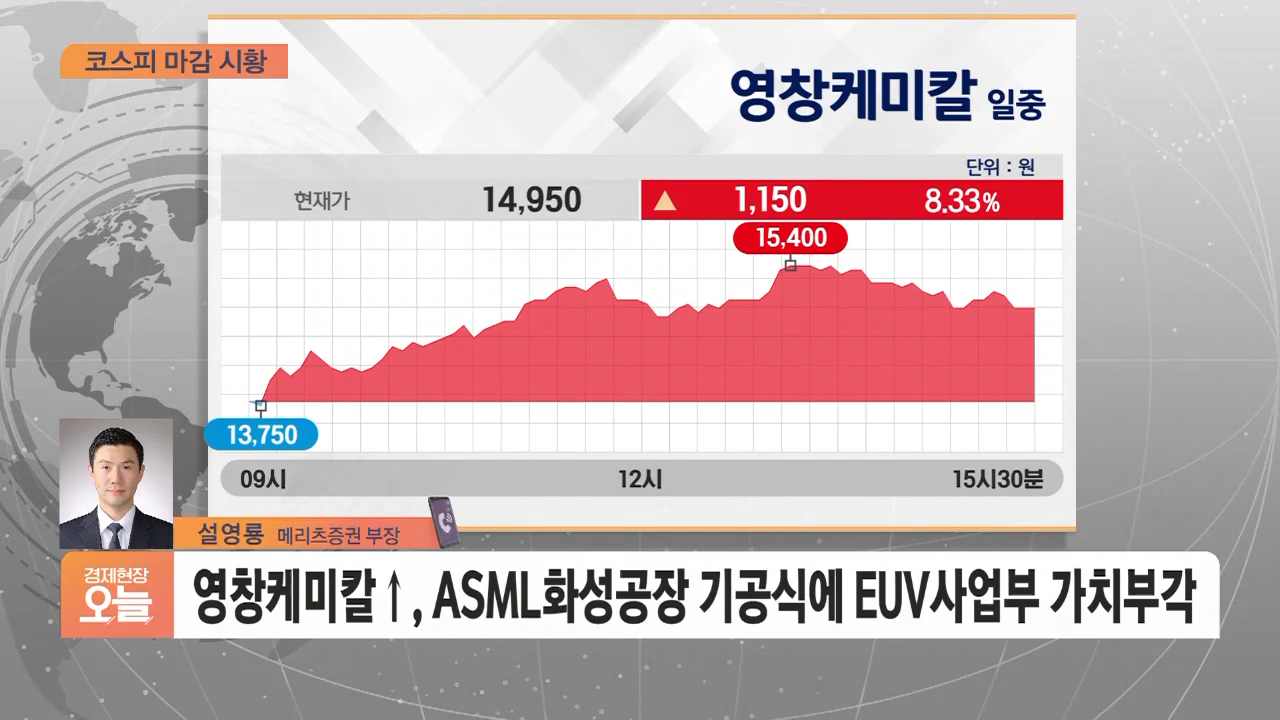 코스피 마감 시황
영창케미칼 일중
단위 : 원
현재가 14,950 ▲ 1,150 8.33%
15,400
13,750
09시 12시 15시30분
설영룡 메리츠증권 부장
경제현장
오늘
영창케미칼↑, ASML화성공장 기공식에 EUV사업부 가치부각